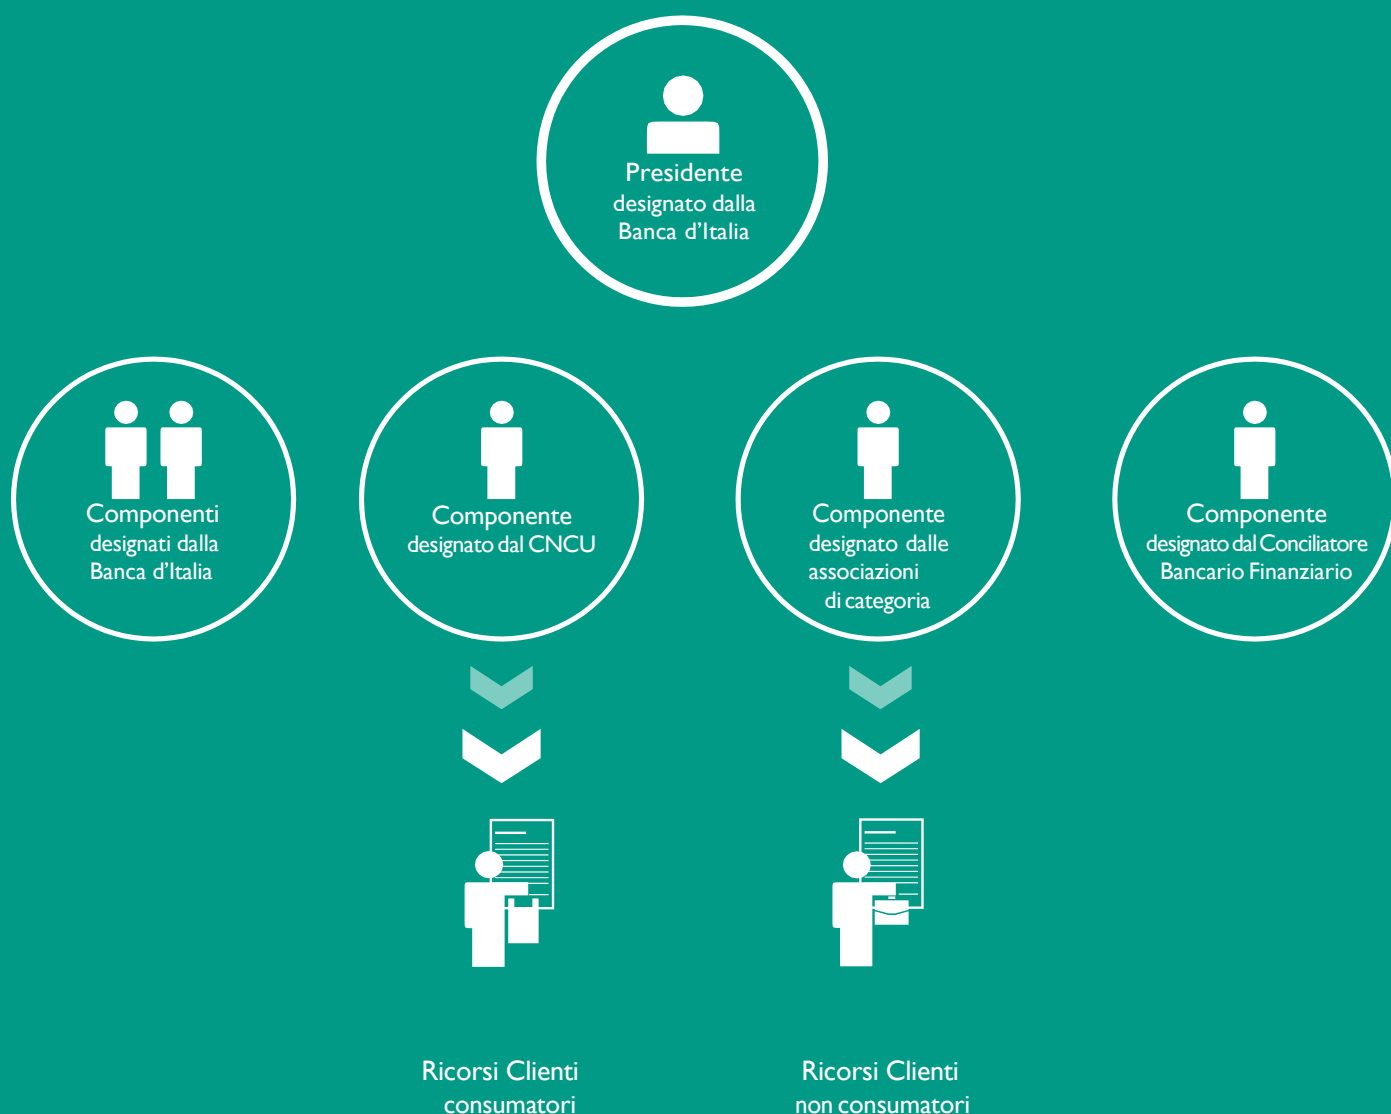 Presidente
designato dalla
Banca d'Italia
Componenti
designati dalla
Banca d'Italia
Componente
designato dal CNCU
Componente
designato dalle
associazioni
di categoria
Componente
designato dal Conciliatore
Bancario Finanziario
Ricorsi Clienti
consumatori
Ricorsi Clienti
non consumatori